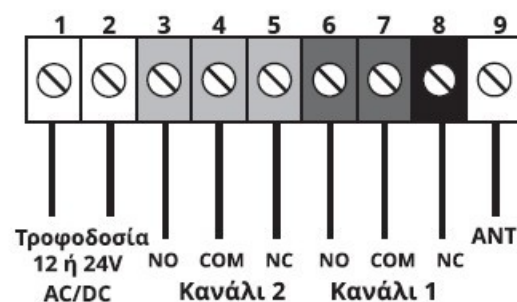 1 2 3 4 5 6 7 8 9
Τροφοδοσία
12 ή 24V
AC/DC
NO COM NC NO COM NC ANT
Κανάλι 2 Κανάλι 1